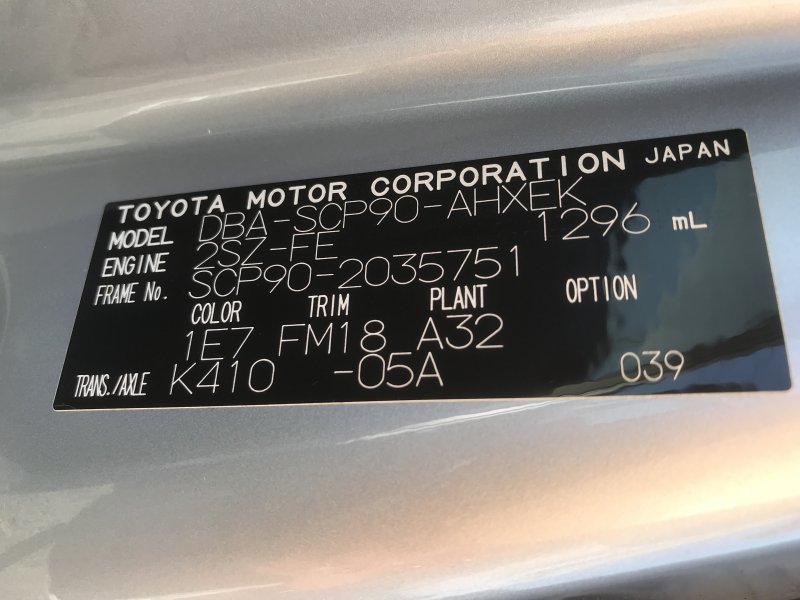 TOYOTA MOTOR CORPORATION JAPAN
MODEL DBA-SCP90-AHXEK
ENGINE 2SZ-FE 1296 mL
FRAME No. SCP90-2035751
COLOR TRIM PLANT OPTION
1E7 FM18 A32
TRANS./AXLE K410 -05A 039